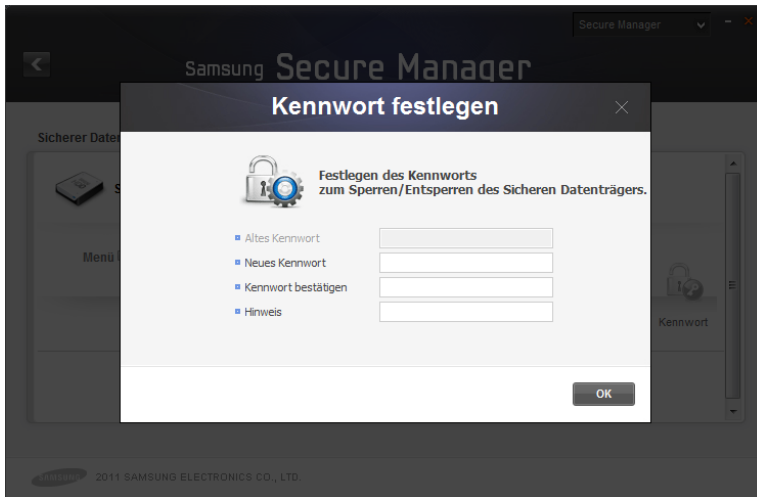 Secure Manager
Samsung Secure Manager
Kennwort festlegen
Sicherer
Festlegen des Kennworts
zum Sperren/Entsperren des Sicheren Datenträgers.
Altes Kennwort
Neues Kennwort
Kennwort bestätigen
Hinweis
Menü
Kennwort
OK
SAMSUNG 2011 SAMSUNG ELECTRONICS CO., LTD.